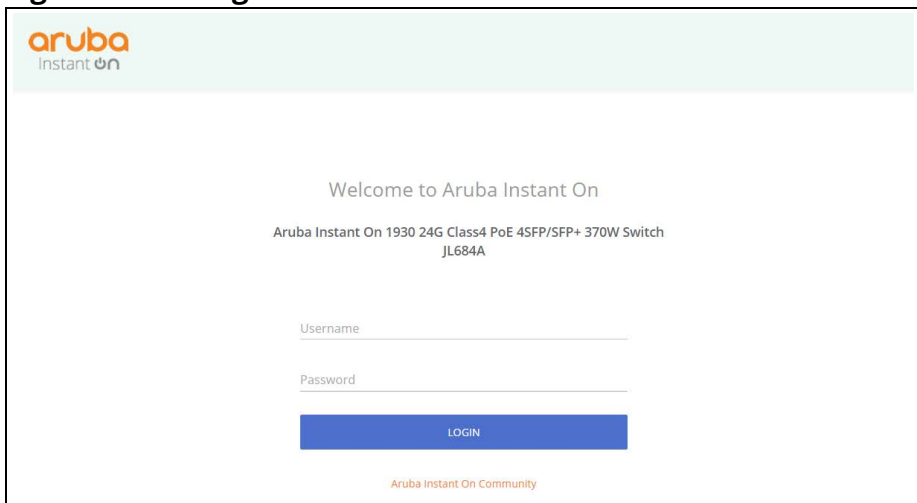 aruba
Instant On
Welcome to Aruba Instant On
Aruba Instant On 1930 24G Class4 PoE 4SFP/SFP+ 370W Switch
JL684A
Username
Password
LOGIN
Aruba Instant On Community